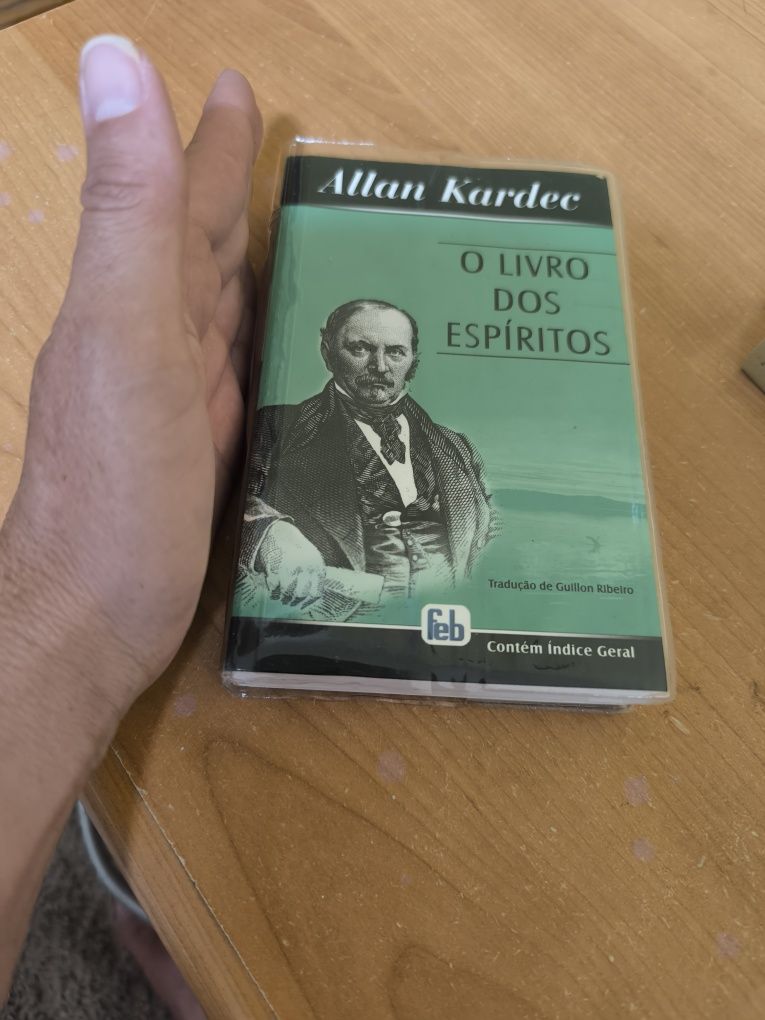 Allan Kardec
O LIVRO
DOS
ESPÍRITOS
Tradução de Guillon Ribeiro
feb
Contém Índice Geral